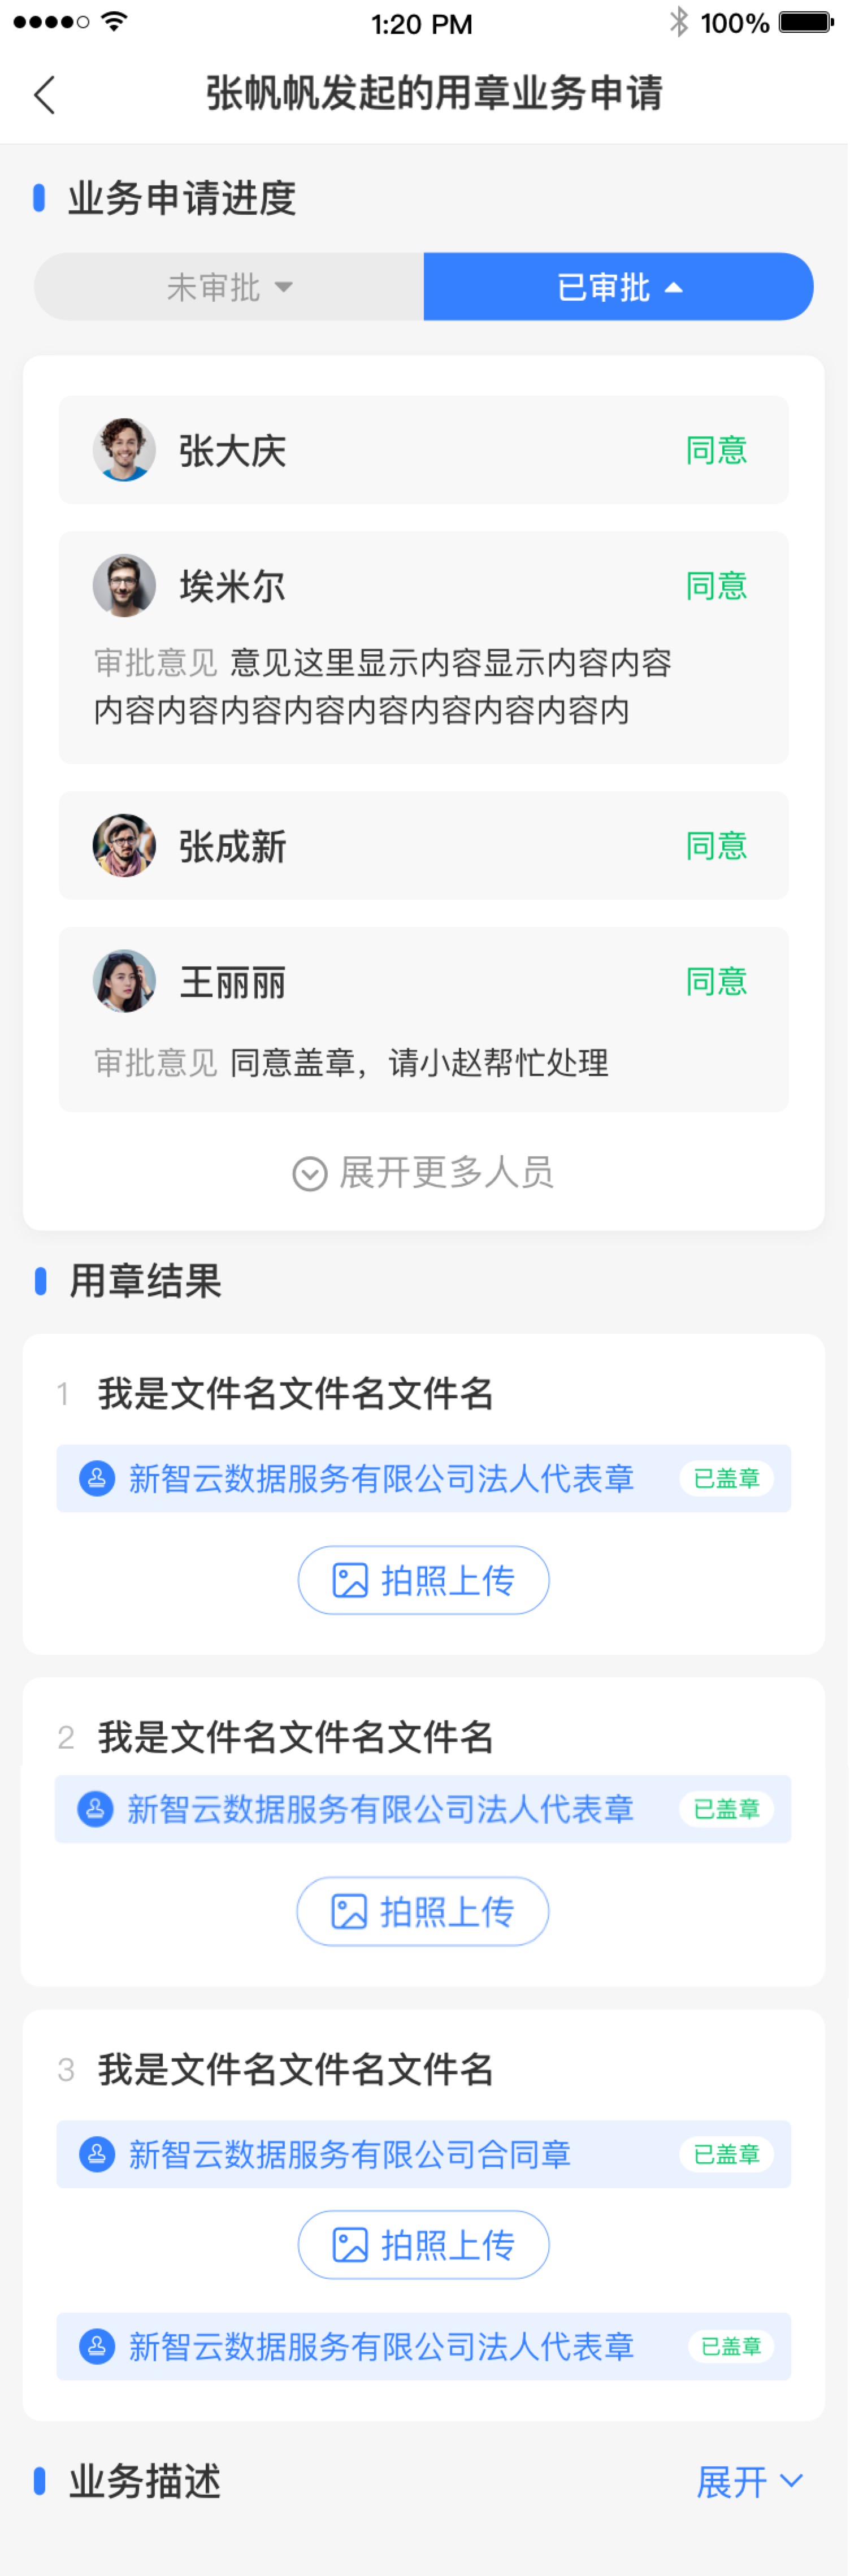 1:20 PM
100%
张帆帆发起的用章业务申请
业务申请进度
未审批
已审批
张大庆
同意
埃米尔
同意
审批意见 意见这里显示内容显示内容内容
内容内容内容内容内容内容内容内容内
张成新
同意
王丽丽
同意
审批意见 同意盖章，请小赵帮忙处理
展开更多人员
用章结果
1 我是文件名文件名文件名
新智云数据服务有限公司法人代表章
已盖章
拍照上传
2 我是文件名文件名文件名
新智云数据服务有限公司法人代表章
已盖章
拍照上传
3 我是文件名文件名文件名
新智云数据服务有限公司合同章
已盖章
拍照上传
新智云数据服务有限公司法人代表章
已盖章
业务描述
展开